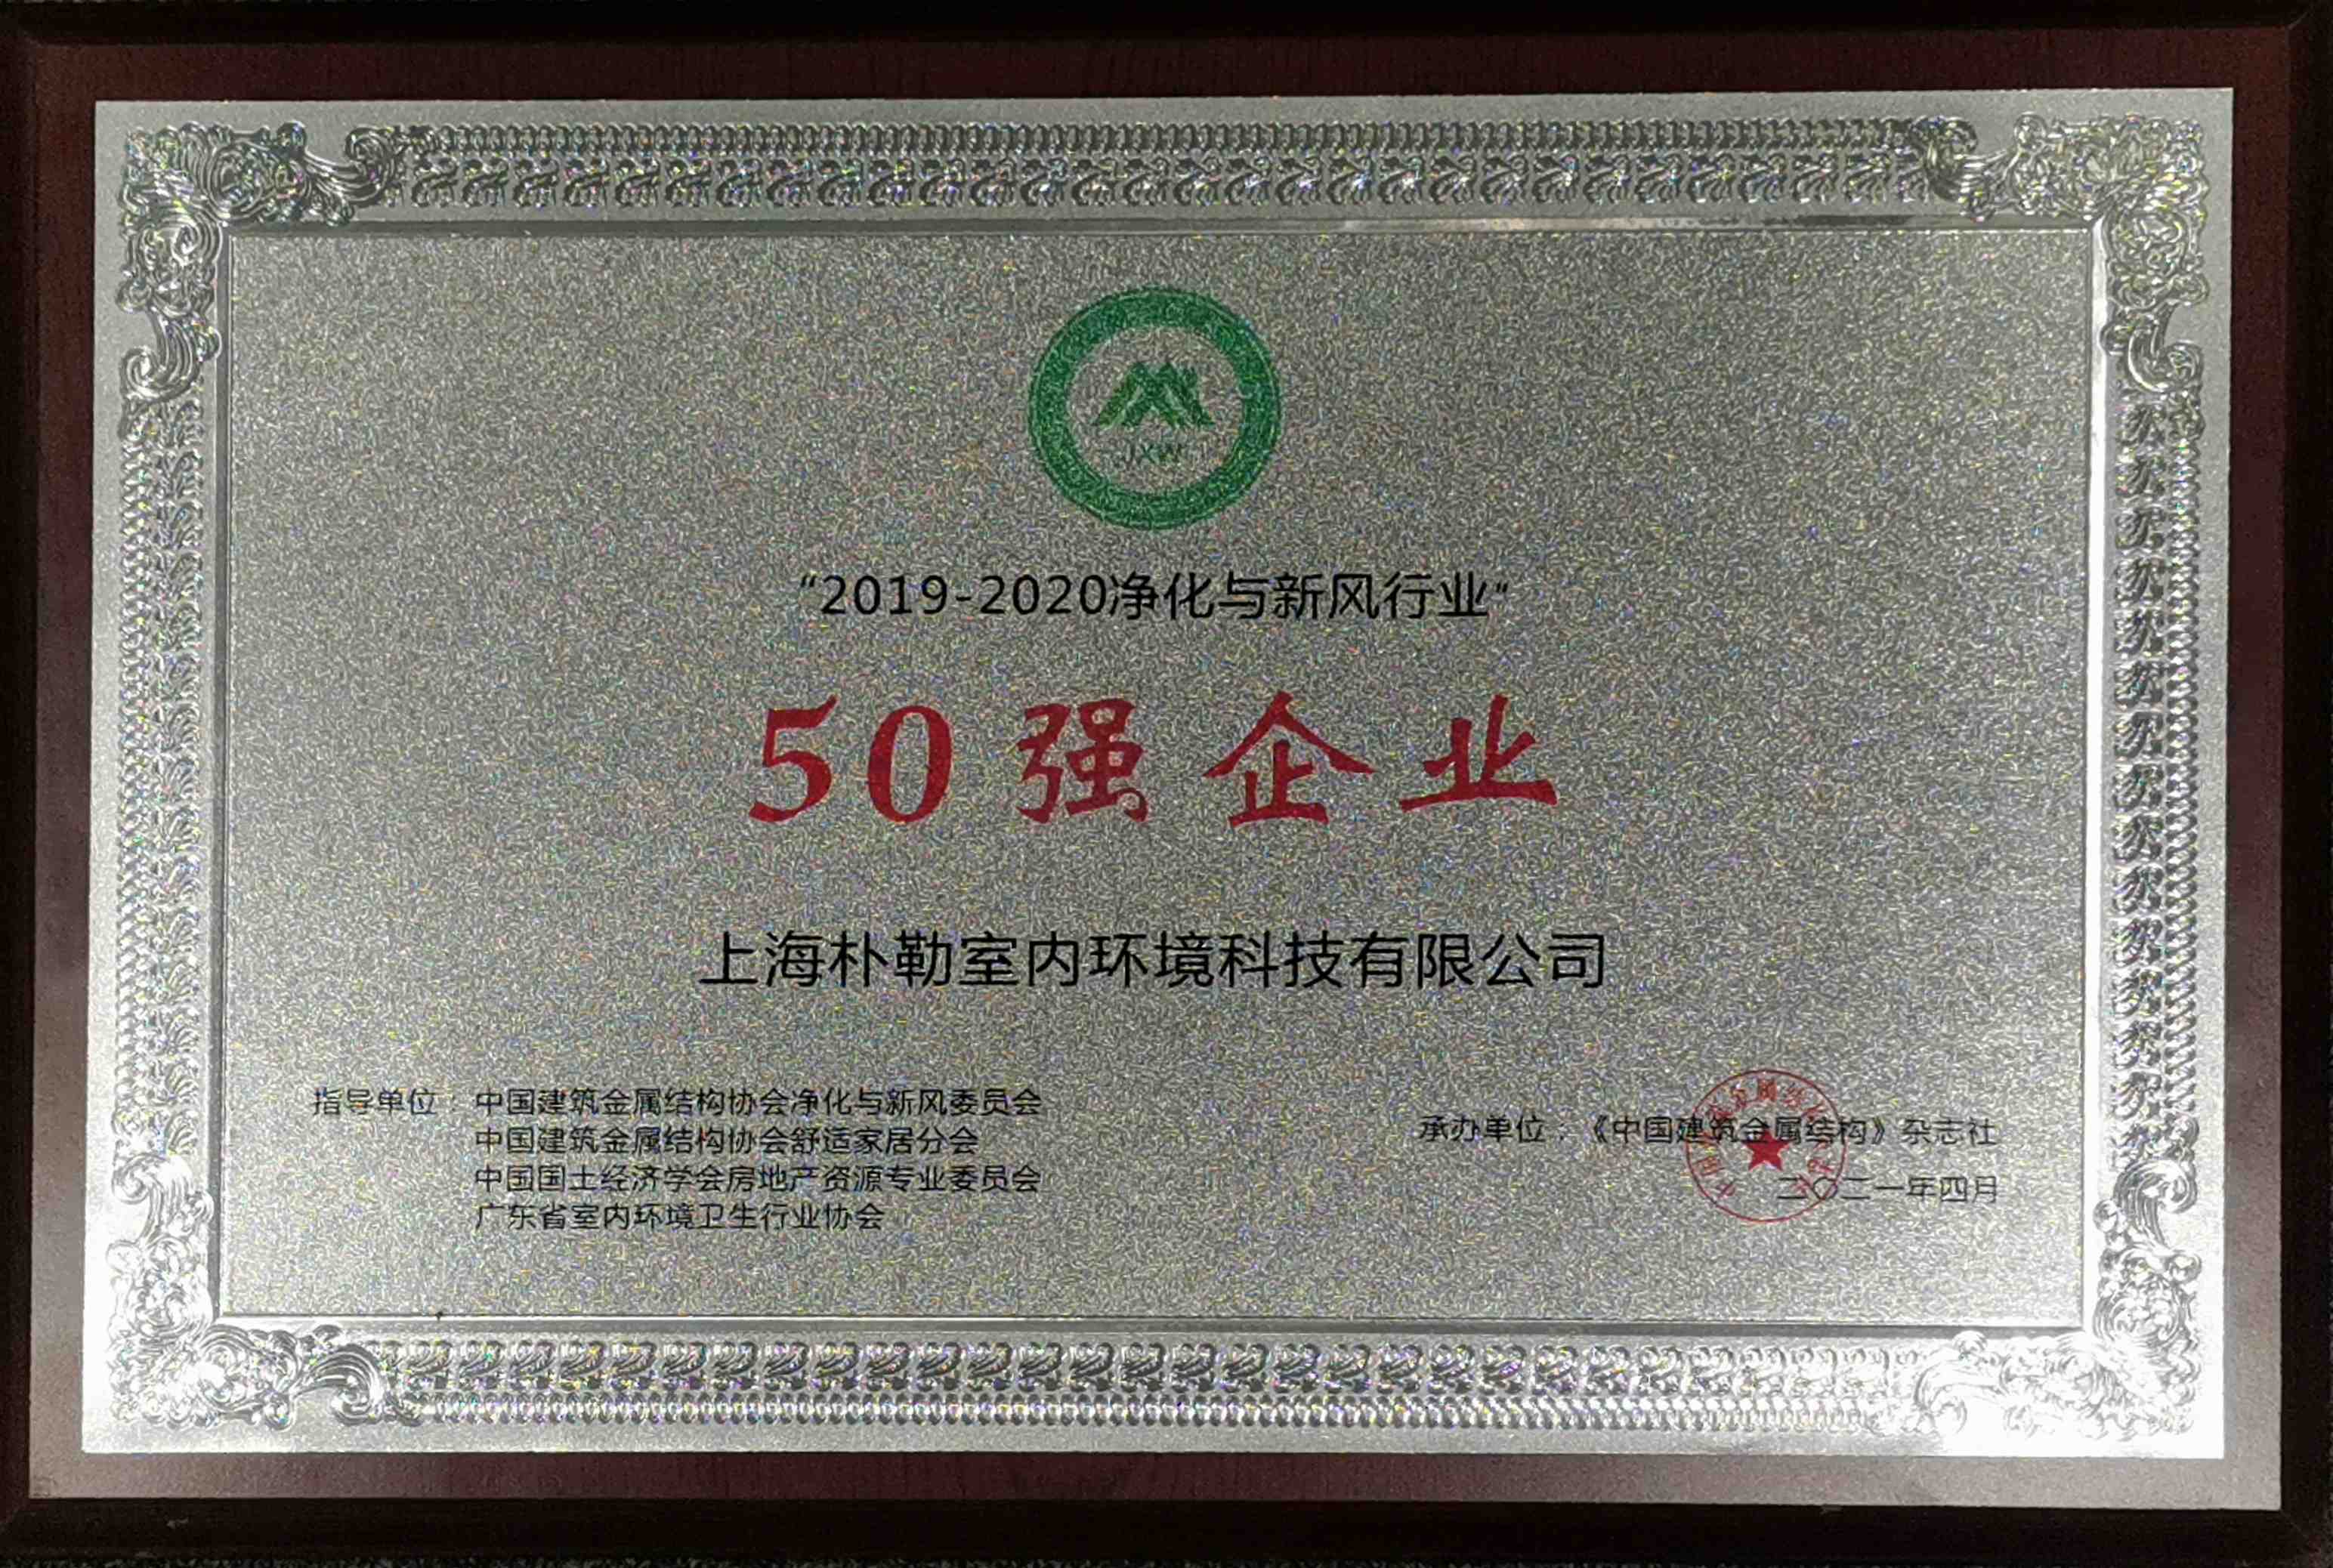 JXW
“2019-2020净化与新风行业”
50强企业
上海朴勒室内环境科技有限公司
指导单位：中国建筑金属结构协会净化与新风委员会
中国建筑金属结构协会舒适家居分会
中国国土经济学会房地产资源专业委员会
广东省室内环境卫生行业协会
承办单位：《中国建筑金属结构》杂志社
二〇二一年四月